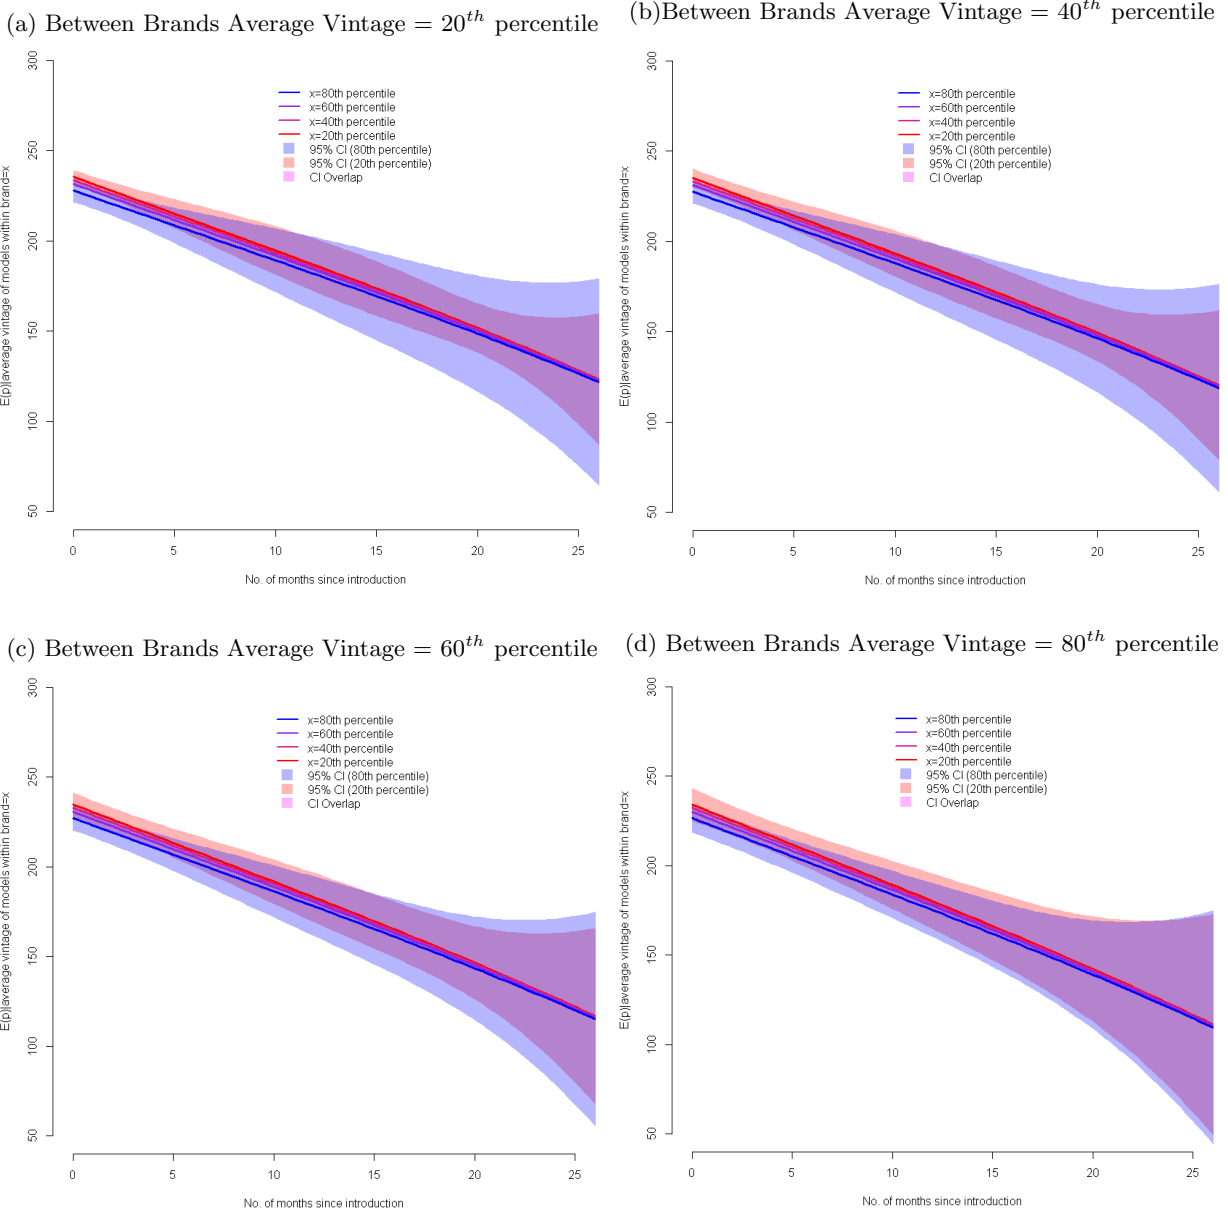 (a) Between Brands Average Vintage = 20th percentile
E(p)|average vintage of models within brand=x
300
250
200
150
100
50
x=80th percentile
x=60th percentile
x=40th percentile
x=20th percentile
95% CI (80th percentile)
95% CI (20th percentile)
CI Overlap
0 5 10 15 20 25
No. of months since introduction
(b)Between Brands Average Vintage = 40th percentile
E(p)|average vintage of models within brand=x
300
250
200
150
100
50
x=80th percentile
x=60th percentile
x=40th percentile
x=20th percentile
95% CI (80th percentile)
95% CI (20th percentile)
CI Overlap
0 5 10 15 20 25
No. of months since introduction
(c) Between Brands Average Vintage = 60th percentile
E(p)|average vintage of models within brand=x
300
250
200
150
100
50
x=80th percentile
x=60th percentile
x=40th percentile
x=20th percentile
95% CI (80th percentile)
95% CI (20th percentile)
CI Overlap
0 5 10 15 20 25
No. of months since introduction
(d) Between Brands Average Vintage = 80th percentile
E(p)|average vintage of models within brand=x
300
250
200
150
100
50
x=80th percentile
x=60th percentile
x=40th percentile
x=20th percentile
95% CI (80th percentile)
95% CI (20th percentile)
CI Overlap
0 5 10 15 20 25
No. of months since introduction